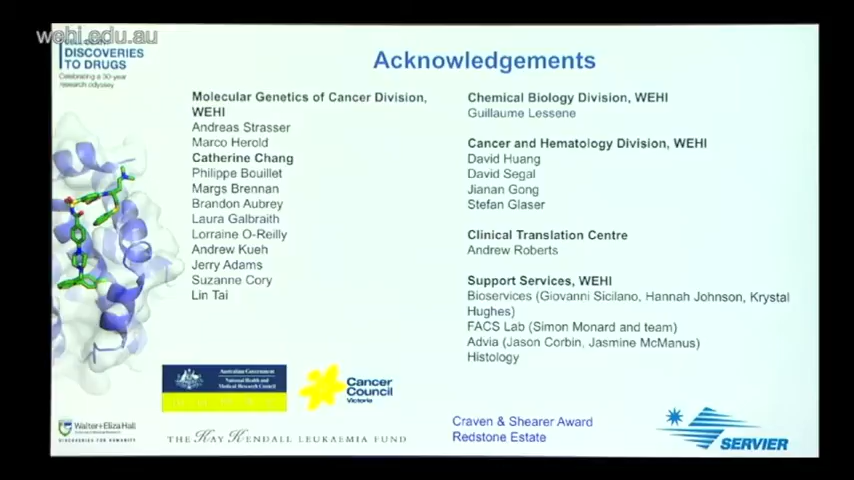 wehi.edu.au
DISCOVERIES
TO DRUGS
Celebrating a 30-year
research odyssey
Acknowledgements
Molecular Genetics of Cancer Division,
WEHI
Andreas Strasser
Marco Herold
Catherine Chang
Philippe Bouillet
Margs Brennan
Brandon Aubrey
Laura Galbraith
Lorraine O-Reilly
Andrew Kueh
Jerry Adams
Suzanne Cory
Lin Tai
Chemical Biology Division, WEHI
Guillaume Lessene
Cancer and Hematology Division, WEHI
David Huang
David Segal
Jianan Gong
Stefan Glaser
Clinical Translation Centre
Andrew Roberts
Support Services, WEHI
Bioservices (Giovanni Sicilano, Hannah Johnson, Krystal
Hughes)
FACS Lab (Simon Monard and team)
Advia (Jason Corbin, Jasmine McManus)
Histology
Australian Government
National Health and
Medical Research Council
Cancer
Council
Victoria
Walter+Eliza Hall
DISCOVERIES FOR HUMANITY
THE KAY KENDALL LEUKAEMIA FUND
Craven & Shearer Award
Redstone Estate
SERVIER